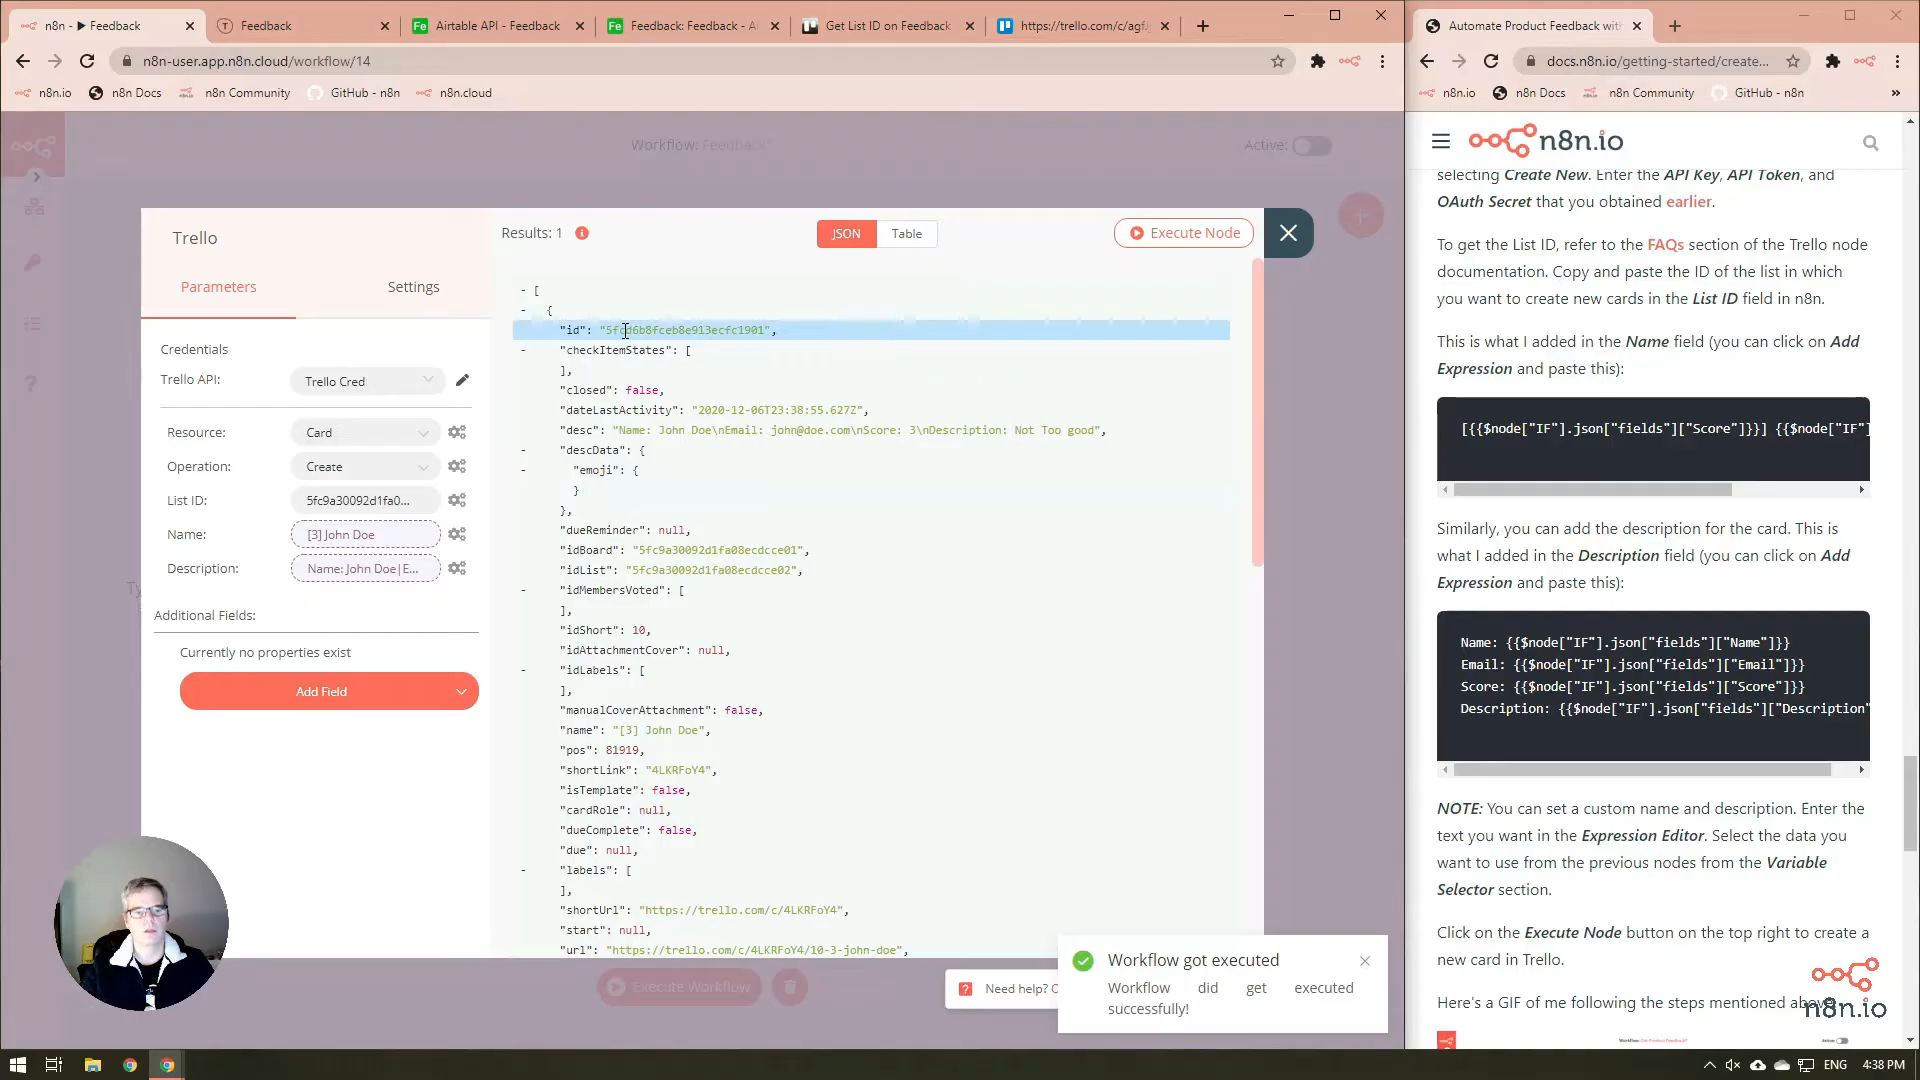 n8n - ▶ Feedback
Feedback
Airtable API - Feedback
Feedback: Feedback - A
Get List ID on Feedback
https://trello.com/c/agf
Automate Product Feedback wit
n8n-user.app.n8n.cloud/workflow/14
docs.n8n.io/getting-started/create...
n8n.io
n8n Docs
n8n Community
GitHub - n8n
n8n.cloud
n8n.io
n8n Docs
n8n Community
GitHub - n8n
»
Workflow: Feedback*
Active:
Trello
Parameters
Settings
Credentials
Trello API:
Trello Cred
Resource:
Card
Operation:
Create
List ID:
5fc9a30092d1fa0...
Name:
[3] John Doe
Description:
Name: John Doe|E...
Additional Fields:
Currently no properties exist
Add Field
Results: 1
JSON
Table
Execute Node
- [
- {
"id": "5fcd6b8fceb8e913ecfc1901",
- "checkItemStates": [
],
"closed": false,
"dateLastActivity": "2020-12-06T23:38:55.627Z",
"desc": "Name: John Doe\nEmail: john@doe.com\nScore: 3\nDescription: Not Too good",
- "descData": {
- "emoji": {
}
},
"dueReminder": null,
"idBoard": "5fc9a30092d1fa08ecdcce01",
"idList": "5fc9a30092d1fa08ecdcce02",
- "idMembersVoted": [
],
"idShort": 10,
"idAttachmentCover": null,
- "idLabels": [
],
"manualCoverAttachment": false,
"name": "[3] John Doe",
"pos": 81919,
"shortLink": "4LKRFoY4",
"isTemplate": false,
"cardRole": null,
"dueComplete": false,
"due": null,
- "labels": [
],
"shortUrl": "https://trello.com/c/4LKRFoY4",
"start": null,
"url": "https://trello.com/c/4LKRFoY4/10-3-john-doe",
Execute Workflow
Need help?
Workflow got executed
Workflow did get executed
successfully!
n8n.io
selecting Create New. Enter the API Key, API Token, and
OAuth Secret that you obtained earlier.
To get the List ID, refer to the FAQs section of the Trello node
documentation. Copy and paste the ID of the list in which
you want to create new cards in the List ID field in n8n.
This is what I added in the Name field (you can click on Add
Expression and paste this):
[{{$node["IF"].json["fields"]["Score"]}}] {{$node["IF"]
Similarly, you can add the description for the card. This is
what I added in the Description field (you can click on Add
Expression and paste this):
Name: {{$node["IF"].json["fields"]["Name"]}}
Email: {{$node["IF"].json["fields"]["Email"]}}
Score: {{$node["IF"].json["fields"]["Score"]}}
Description: {{$node["IF"].json["fields"]["Description"
NOTE: You can set a custom name and description. Enter the
text you want in the Expression Editor. Select the data you
want to use from the previous nodes from the Variable
Selector section.
Click on the Execute Node button on the top right to create a
new card in Trello.
Here's a GIF of me following the steps mentioned above
n8n.io
ENG
4:38 PM